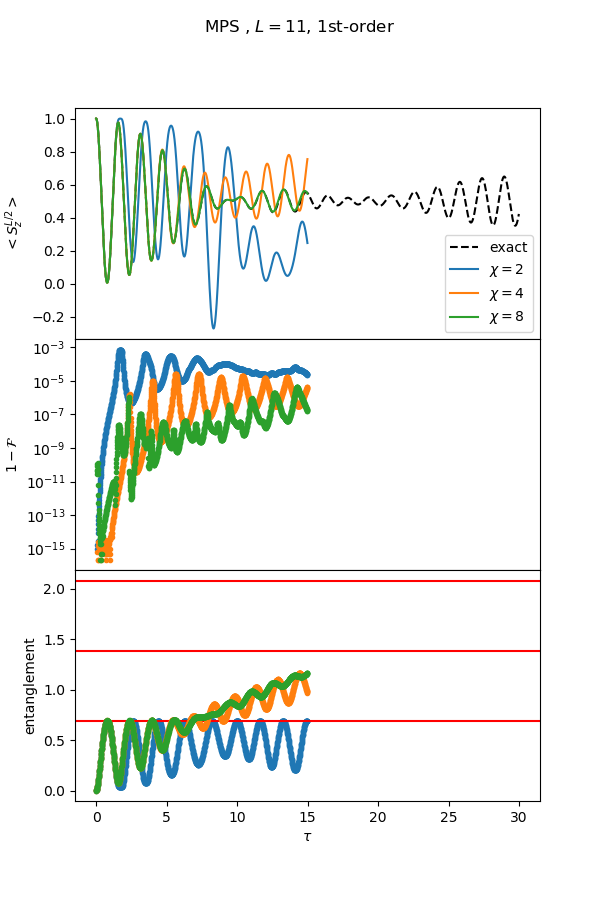 MPS , $L = 11$, 1st-order
1.0
0.8
0.6
0.4
0.2
0.0
−0.2
< S_z^{L/2} >
exact
χ = 2
χ = 4
χ = 8
10^{−3}
10^{−5}
10^{−7}
10^{−9}
10^{−11}
10^{−13}
10^{−15}
1 − ℱ
2.0
1.5
1.0
0.5
0.0
entanglement
0 5 10 15 20 25 30
τ